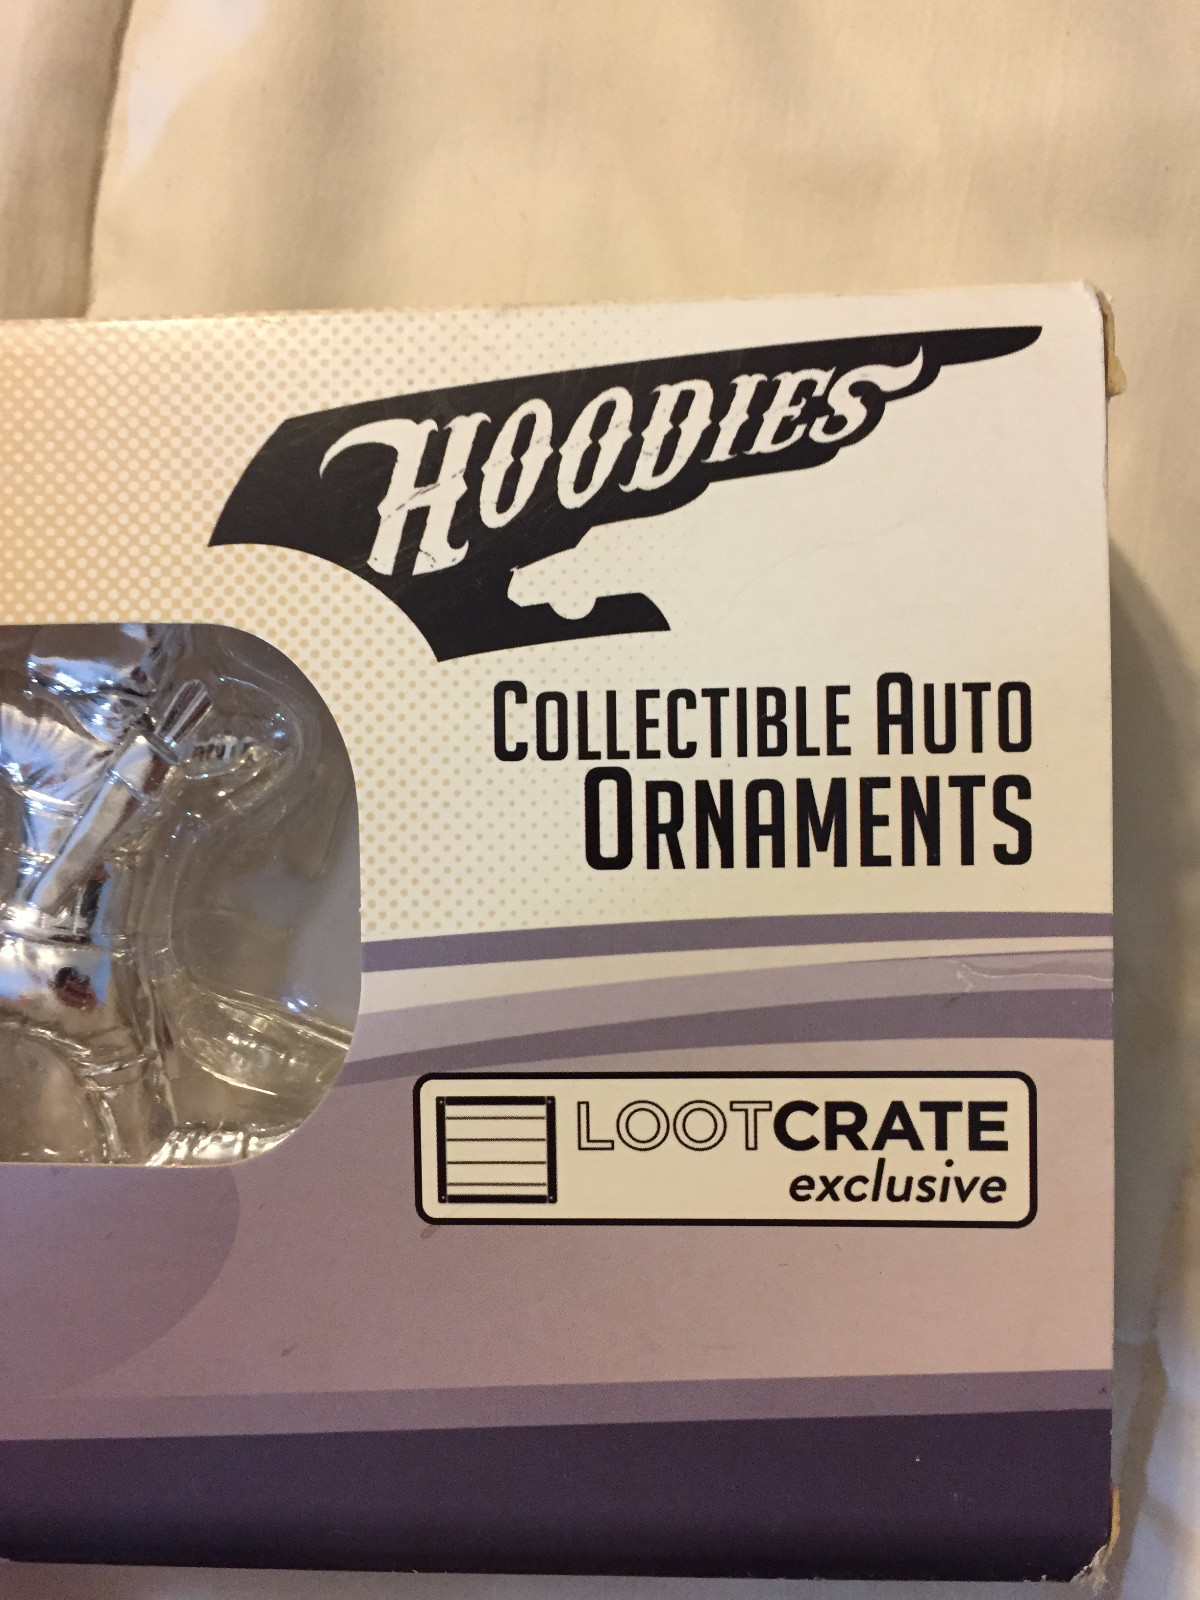 HOODIES
COLLECTIBLE AUTO
ORNAMENTS
LOOTCRATE
exclusive